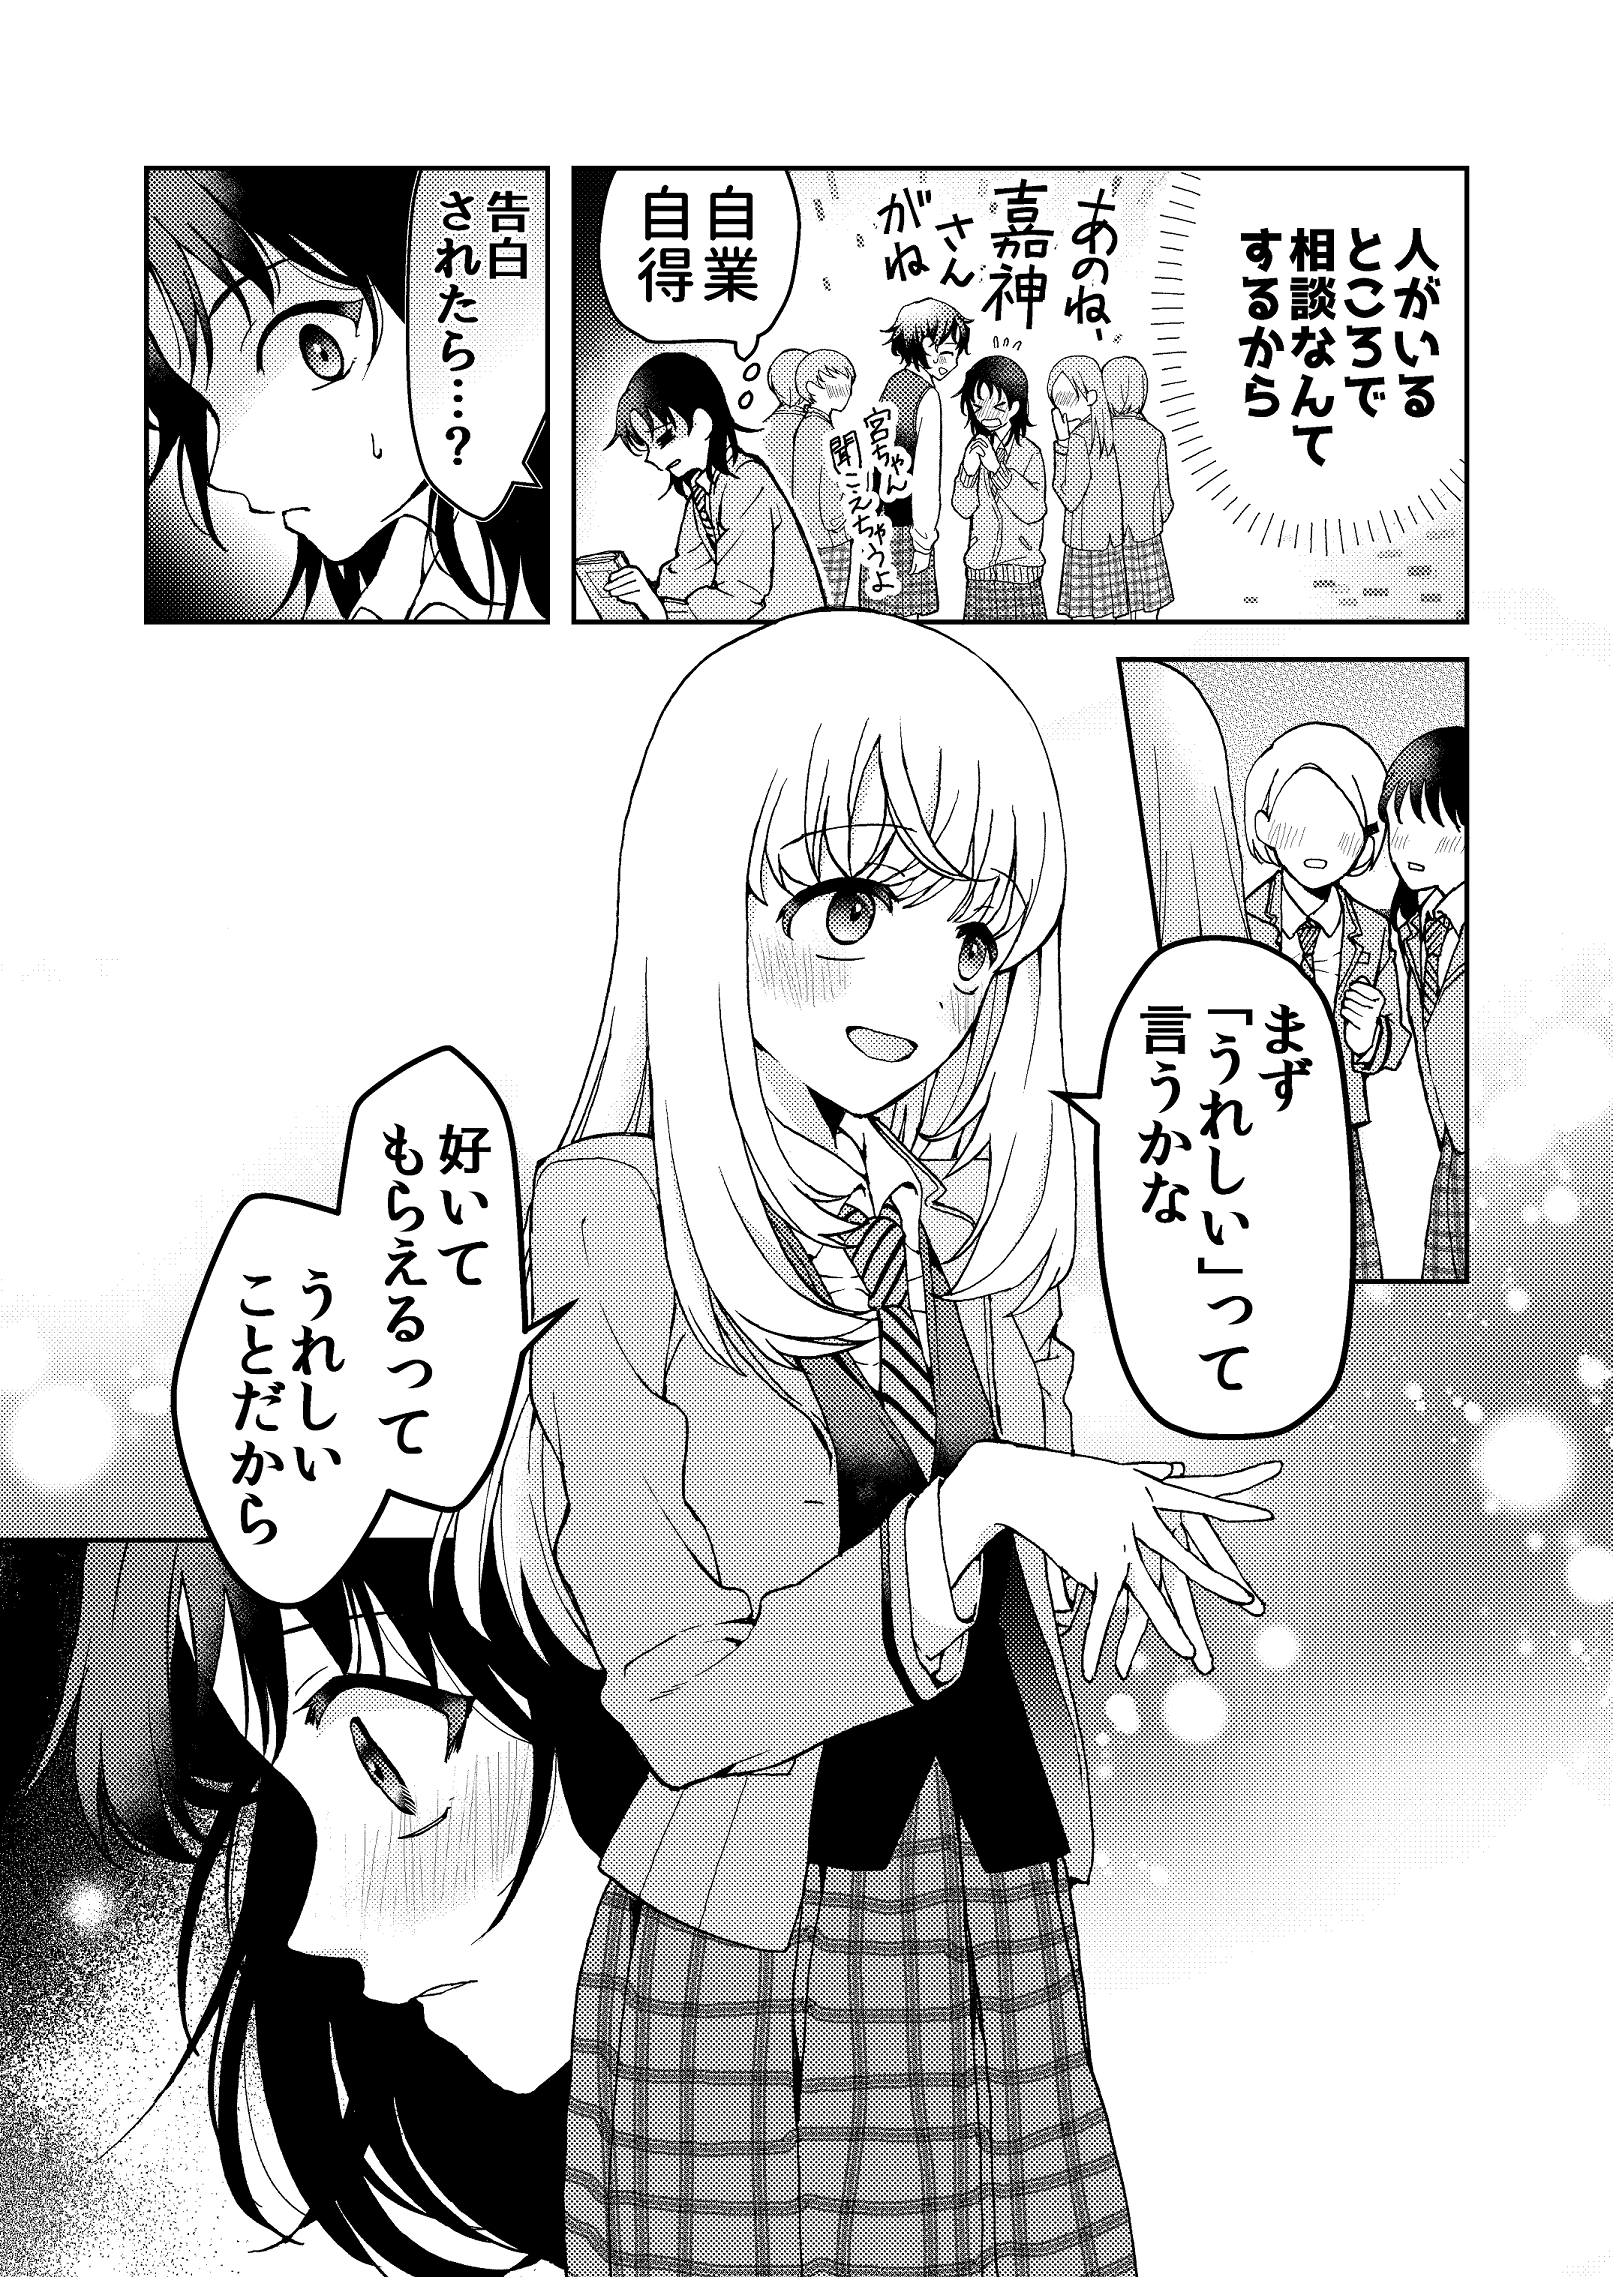 人がいる
ところで
相談なんて
するから
あのね、
嘉神
さん
がね
宮ちゃん
聞こえちゃうよ
自業
自得
告白
されたら…?
まず
「うれしい」って
言うかな
好いて
もらえるって
うれしい
ことだから